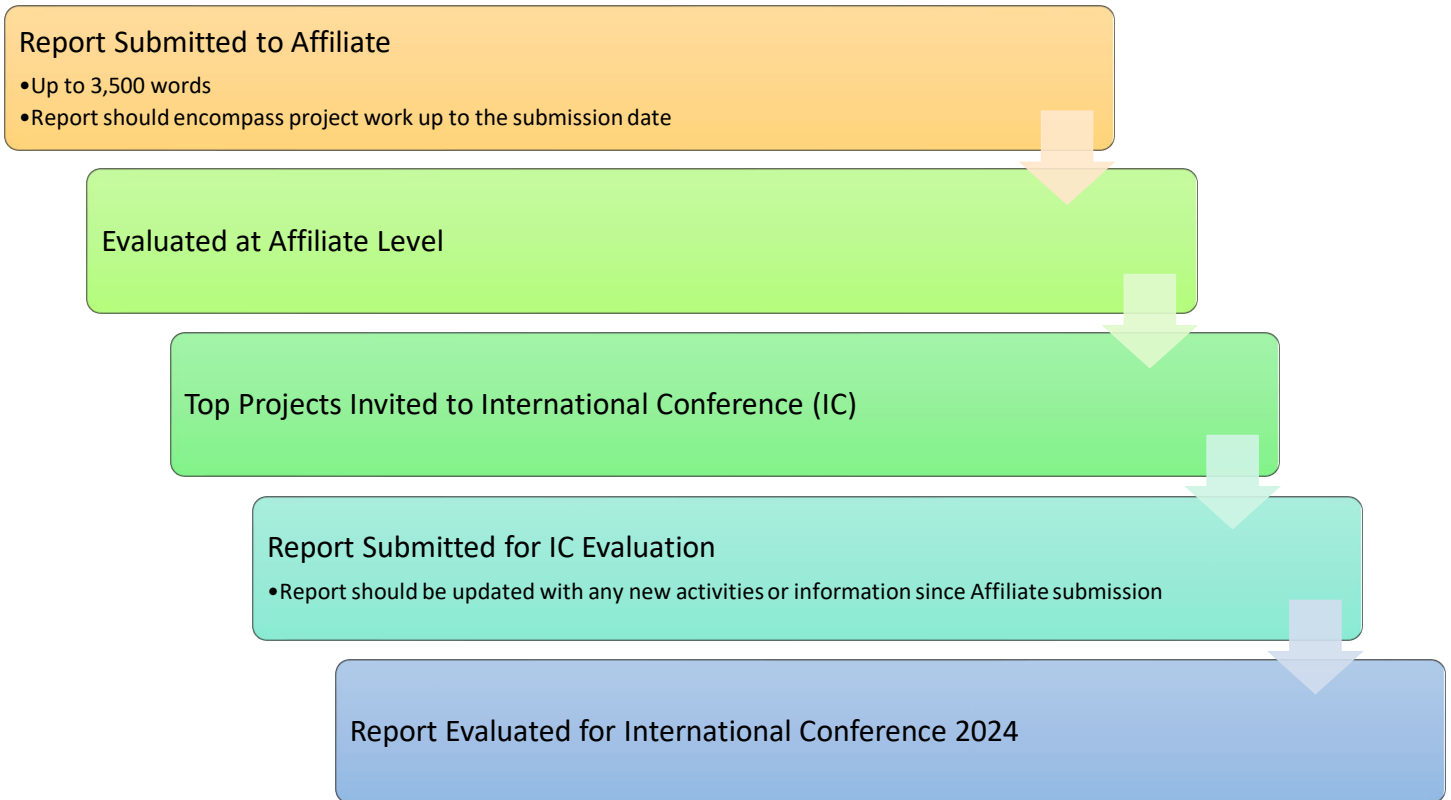 Report Submitted to Affiliate
•Up to 3,500 words
•Report should encompass project work up to the submission date
Evaluated at Affiliate Level
Top Projects Invited to International Conference (IC)
Report Submitted for IC Evaluation
•Report should be updated with any new activities or information since Affiliate submission
Report Evaluated for International Conference 2024